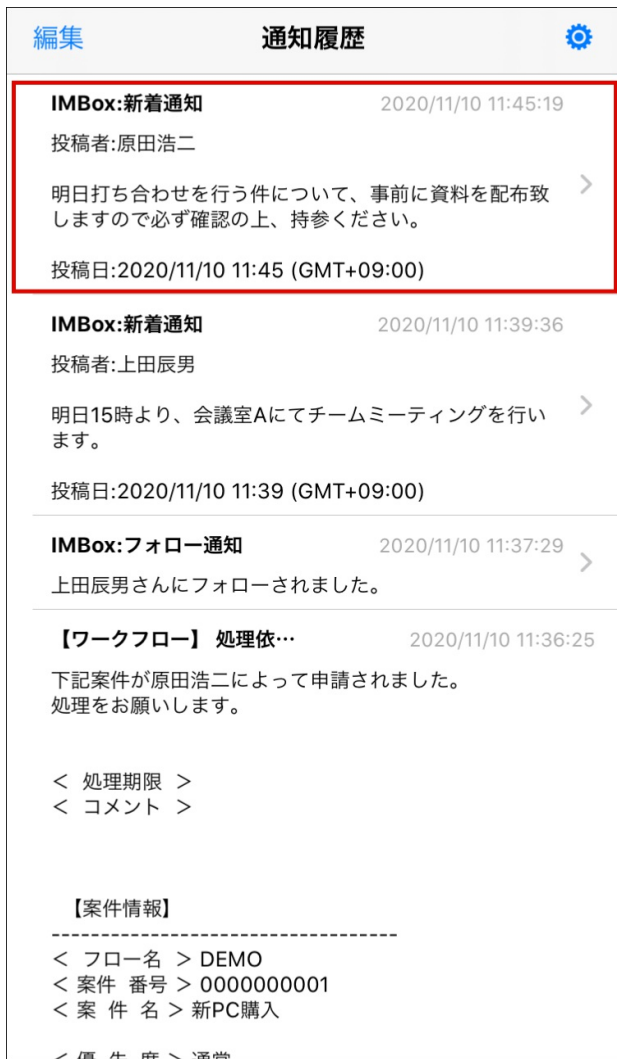 編集
通知履歴
IMBox:新着通知
2020/11/10 11:45:19
投稿者:原田浩二
明日打ち合わせを行う件について、事前に資料を配布致
しますので必ず確認の上、持参ください。
投稿日:2020/11/10 11:45 (GMT+09:00)
IMBox:新着通知
2020/11/10 11:39:36
投稿者:上田辰男
明日15時より、会議室Aにてチームミーティングを行い
ます。
投稿日:2020/11/10 11:39 (GMT+09:00)
IMBox:フォロー通知
2020/11/10 11:37:29
上田辰男さんにフォローされました。
【ワークフロー】 処理依…
2020/11/10 11:36:25
下記案件が原田浩二によって申請されました。
処理をお願いします。
＜ 処理期限 ＞
＜ コメント ＞
【案件情報】
-----------------------------------
＜ フロー名 ＞ DEMO
＜ 案件 番号 ＞ 0000000001
＜ 案 件 名 ＞ 新PC購入
＜ 優 先 度 ＞ 通常